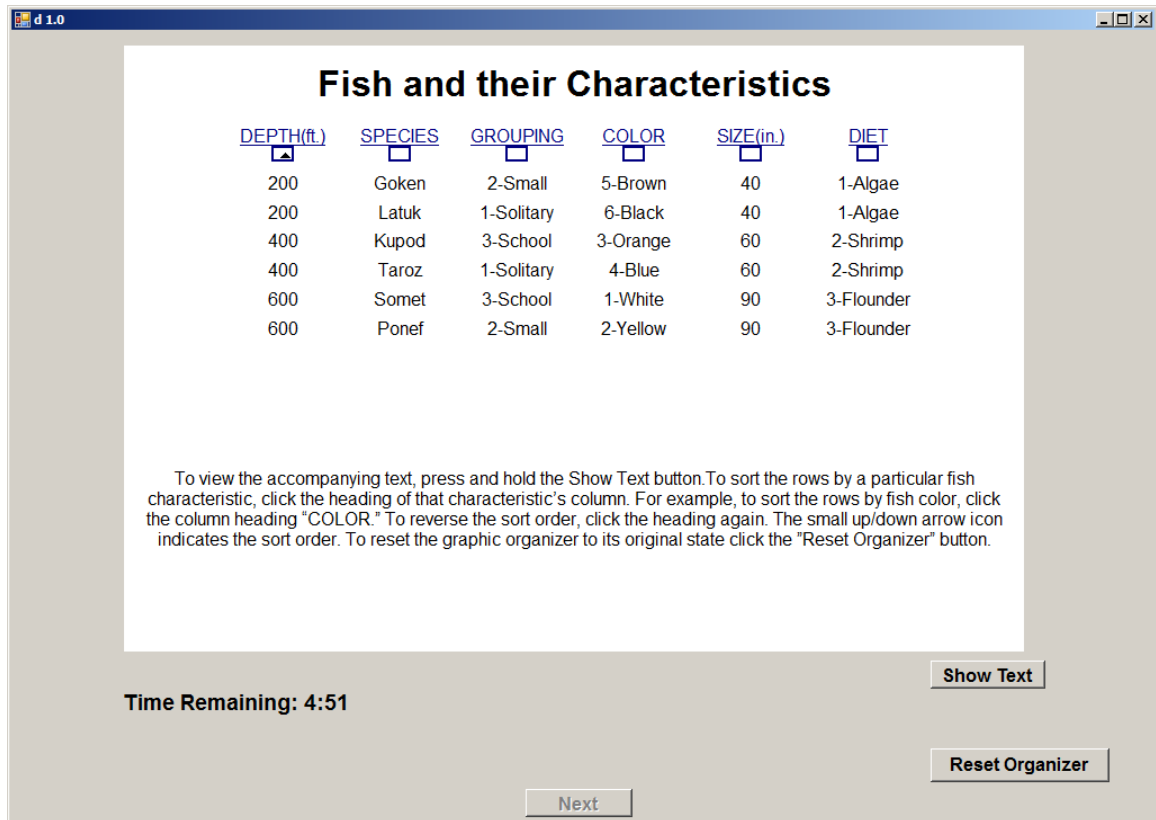 d 1.0
Fish and their Characteristics
DEPTH(ft.) SPECIES GROUPING COLOR SIZE(in.) DIET
200 Goken 2-Small 5-Brown 40 1-Algae
200 Latuk 1-Solitary 6-Black 40 1-Algae
400 Kupod 3-School 3-Orange 60 2-Shrimp
400 Taroz 1-Solitary 4-Blue 60 2-Shrimp
600 Somet 3-School 1-White 90 3-Flounder
600 Ponef 2-Small 2-Yellow 90 3-Flounder
To view the accompanying text, press and hold the Show Text button.To sort the rows by a particular fish
characteristic, click the heading of that characteristic’s column. For example, to sort the rows by fish color, click
the column heading “COLOR.” To reverse the sort order, click the heading again. The small up/down arrow icon
indicates the sort order. To reset the graphic organizer to its original state click the ”Reset Organizer” button.
Show Text
Time Remaining: 4:51
Reset Organizer
Next